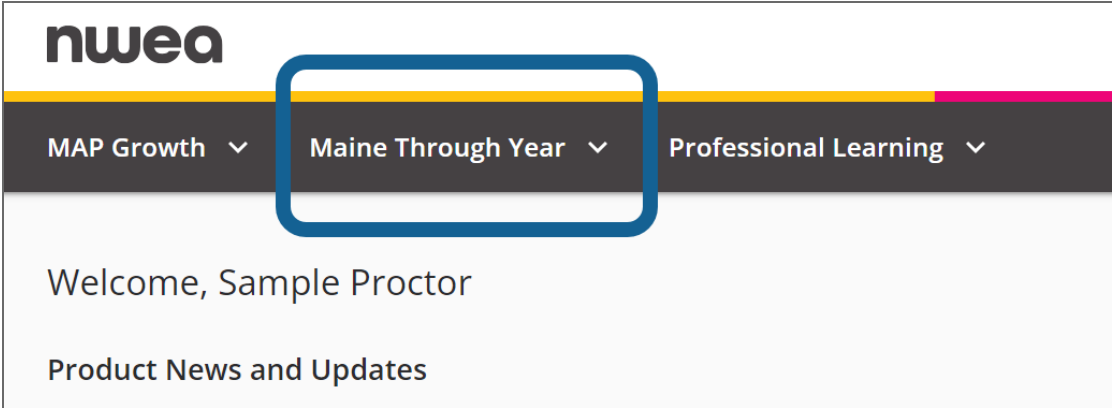 nwea
MAP Growth Maine Through Year Professional Learning
Welcome, Sample Proctor
Product News and Updates